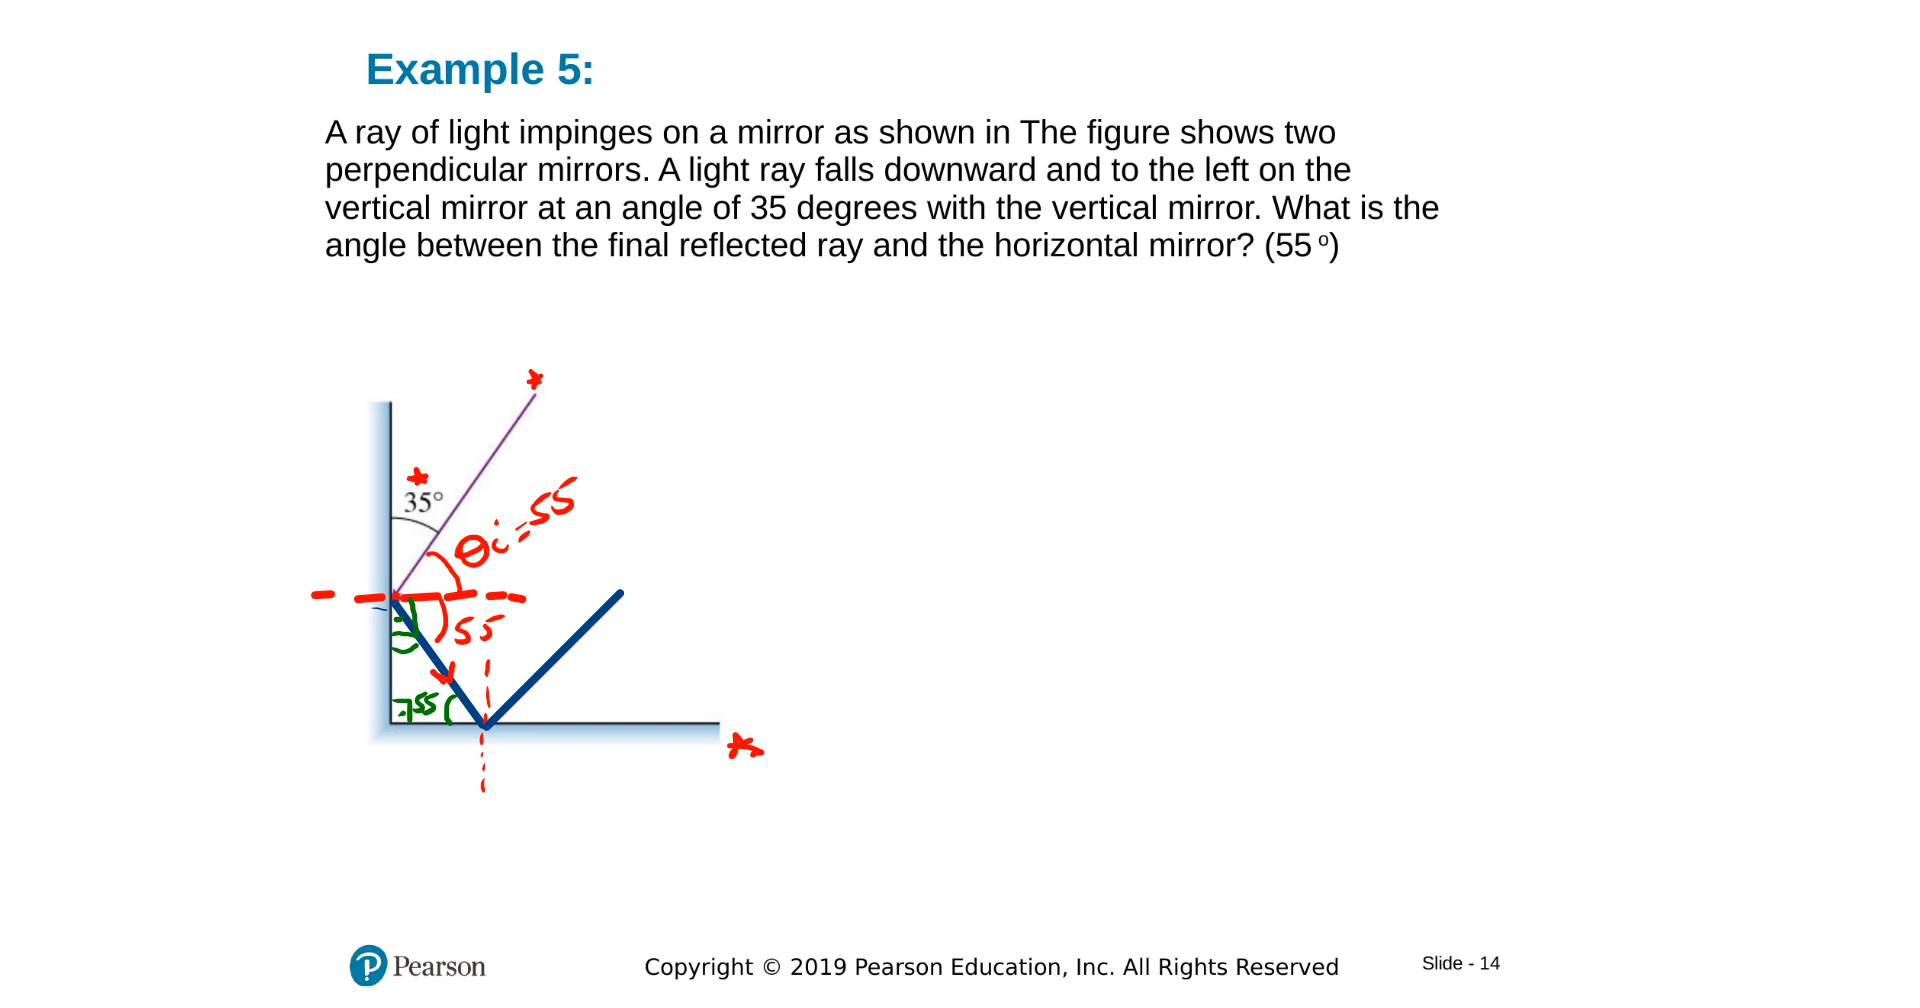 Example 5:
A ray of light impinges on a mirror as shown in The figure shows two
perpendicular mirrors. A light ray falls downward and to the left on the
vertical mirror at an angle of 35 degrees with the vertical mirror. What is the
angle between the final reflected ray and the horizontal mirror? (55 º)
35°
θi=55
55
55
Pearson
Copyright © 2019 Pearson Education, Inc. All Rights Reserved
Slide - 14